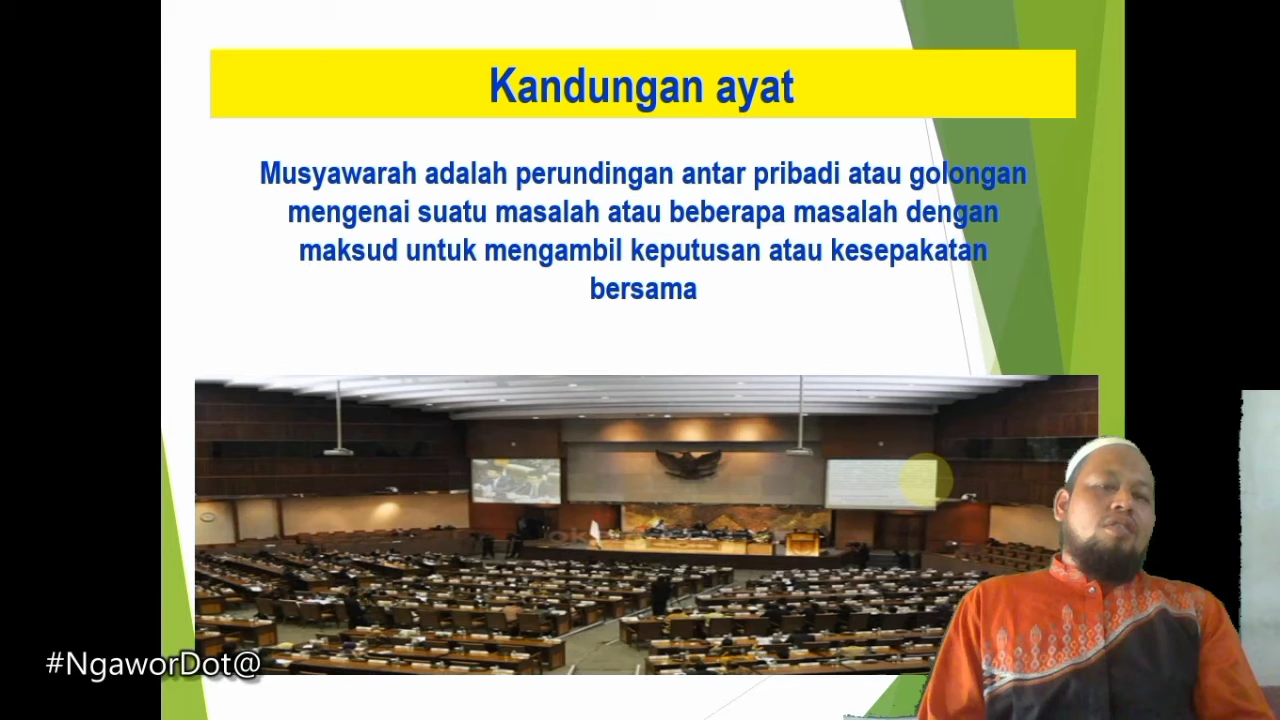 Kandungan ayat
Musyawarah adalah perundingan antar pribadi atau golongan
mengenai suatu masalah atau beberapa masalah dengan
maksud untuk mengambil keputusan atau kesepakatan
bersama
#NgaworDot@